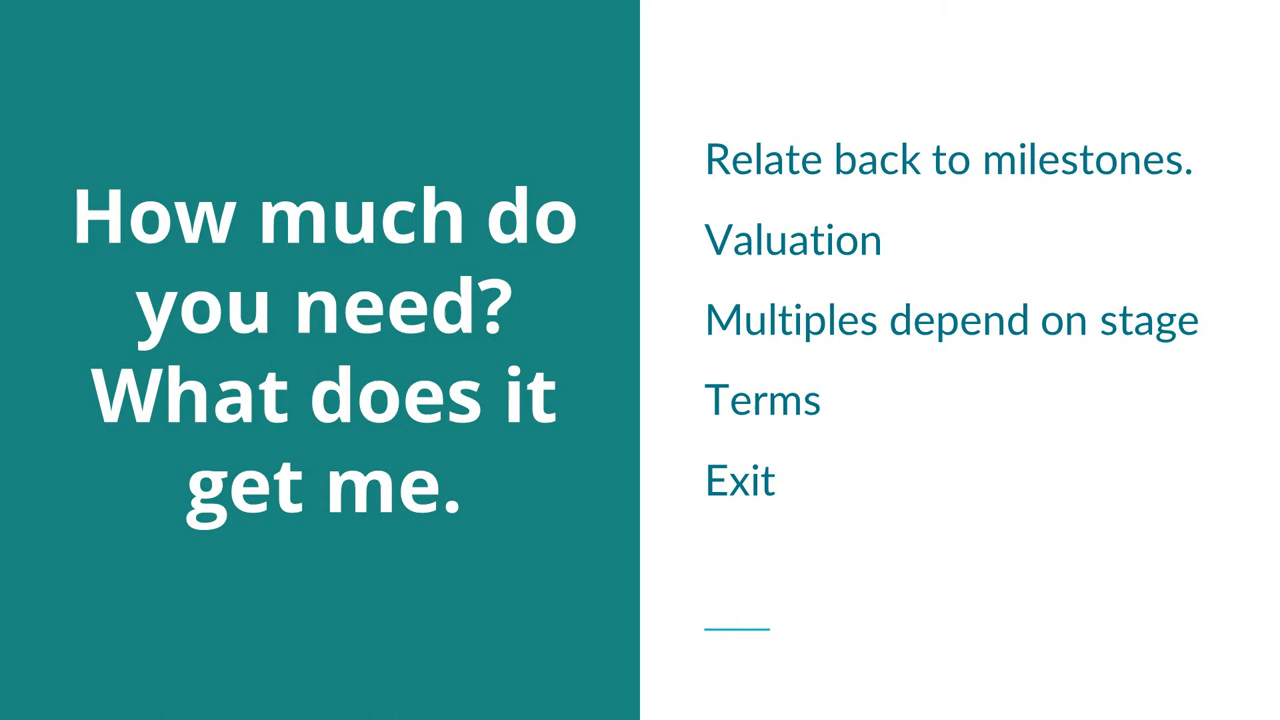 How much do
you need?
What does it
get me.
Relate back to milestones.
Valuation
Multiples depend on stage
Terms
Exit